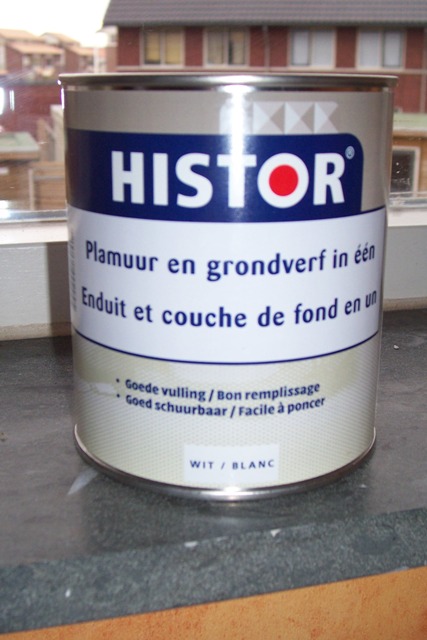 HISTOR®
Plamuur en grondverf in één
Enduit et couche de fond en un
• Goede vulling / Bon remplissage
• Goed schuurbaar / Facile à poncer
WIT / BLANC